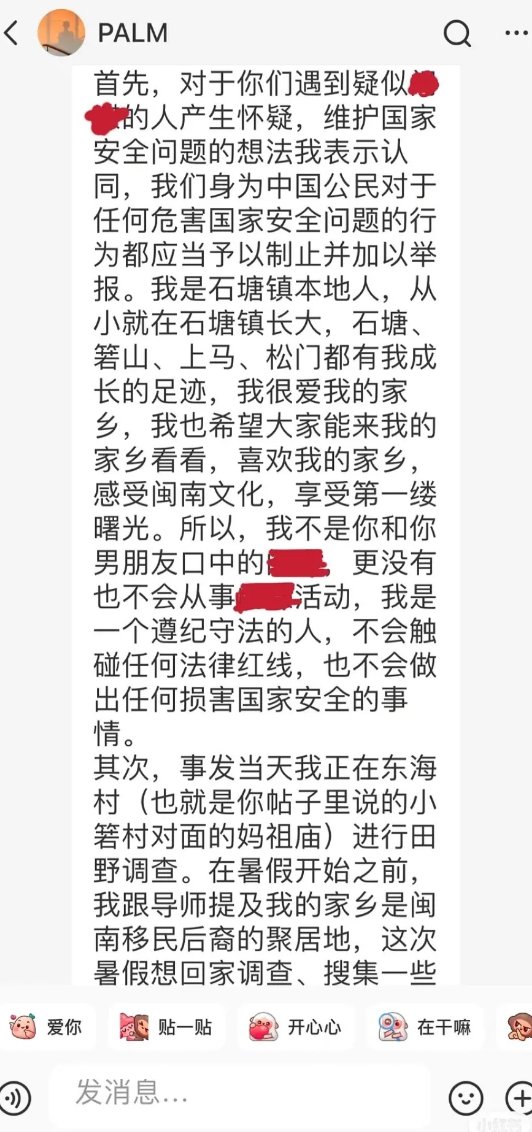 PALM
首先，对于你们遇到疑似
的人产生怀疑，维护国家
安全问题的想法我表示认
同，我们身为中国公民对于
任何危害国家安全问题的行
为都应当予以制止并加以举
报。我是石塘镇本地人，从
小就在石塘镇长大，石塘、
箬山、上马、松门都有我成
长的足迹，我很爱我的家
乡，我也希望大家能来我的
家乡看看，喜欢我的家乡，
感受闽南文化，享受第一缕
曙光。所以，我不是你和你
男朋友口中的，更没有
也不会从事活动，我是
一个遵纪守法的人，不会触
碰任何法律红线，也不会做
出任何损害国家安全的事
情。
其次，事发当天我正在东海
村（也就是你帖子里说的小
箬村对面的妈祖庙）进行田
野调查。在暑假开始之前，
我跟导师提及我的家乡是闽
南移民后裔的聚居地，这次
暑假想回家调查、搜集一些
爱你 贴一贴 开心心 在干嘛
发消息...
小红书